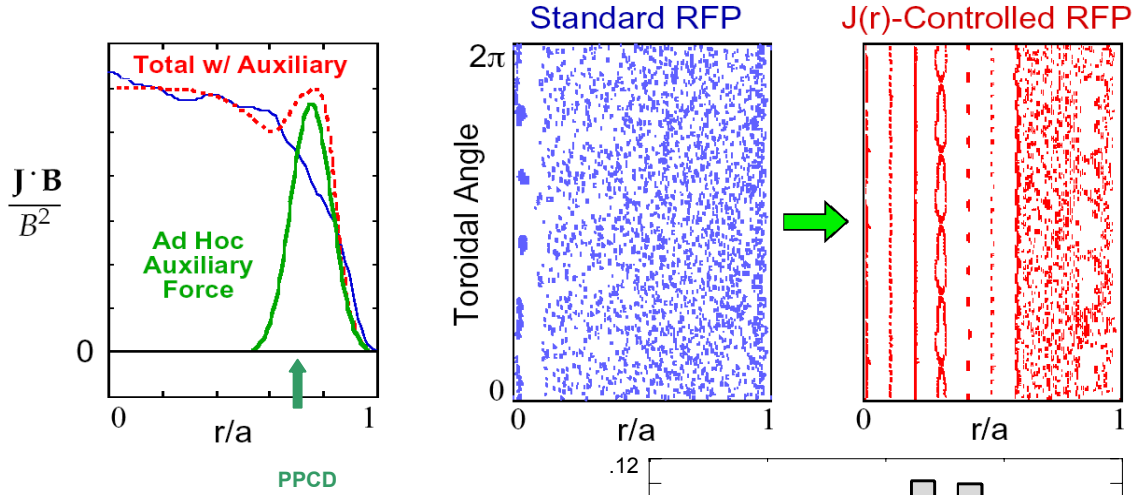 Standard RFP
J(r)-Controlled RFP
Total w/ Auxiliary
J·B
B²
Ad Hoc
Auxiliary
Force
0
0
1
r/a
PPCD
Toroidal Angle
2π
0
0
1
r/a
0
1
r/a
.12